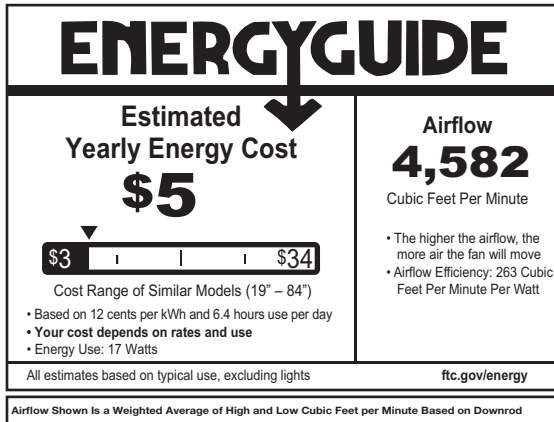 ENERGYGUIDE
Estimated
Yearly Energy Cost
$5
$3
$34
Cost Range of Similar Models (19” – 84”)
• Based on 12 cents per kWh and 6.4 hours use per day
• Your cost depends on rates and use
• Energy Use: 17 Watts
Airflow
4,582
Cubic Feet Per Minute
• The higher the airflow, the
more air the fan will move
• Airflow Efficiency: 263 Cubic
Feet Per Minute Per Watt
All estimates based on typical use, excluding lights
ftc.gov/energy
Airflow Shown Is a Weighted Average of High and Low Cubic Feet per Minute Based on Downrod